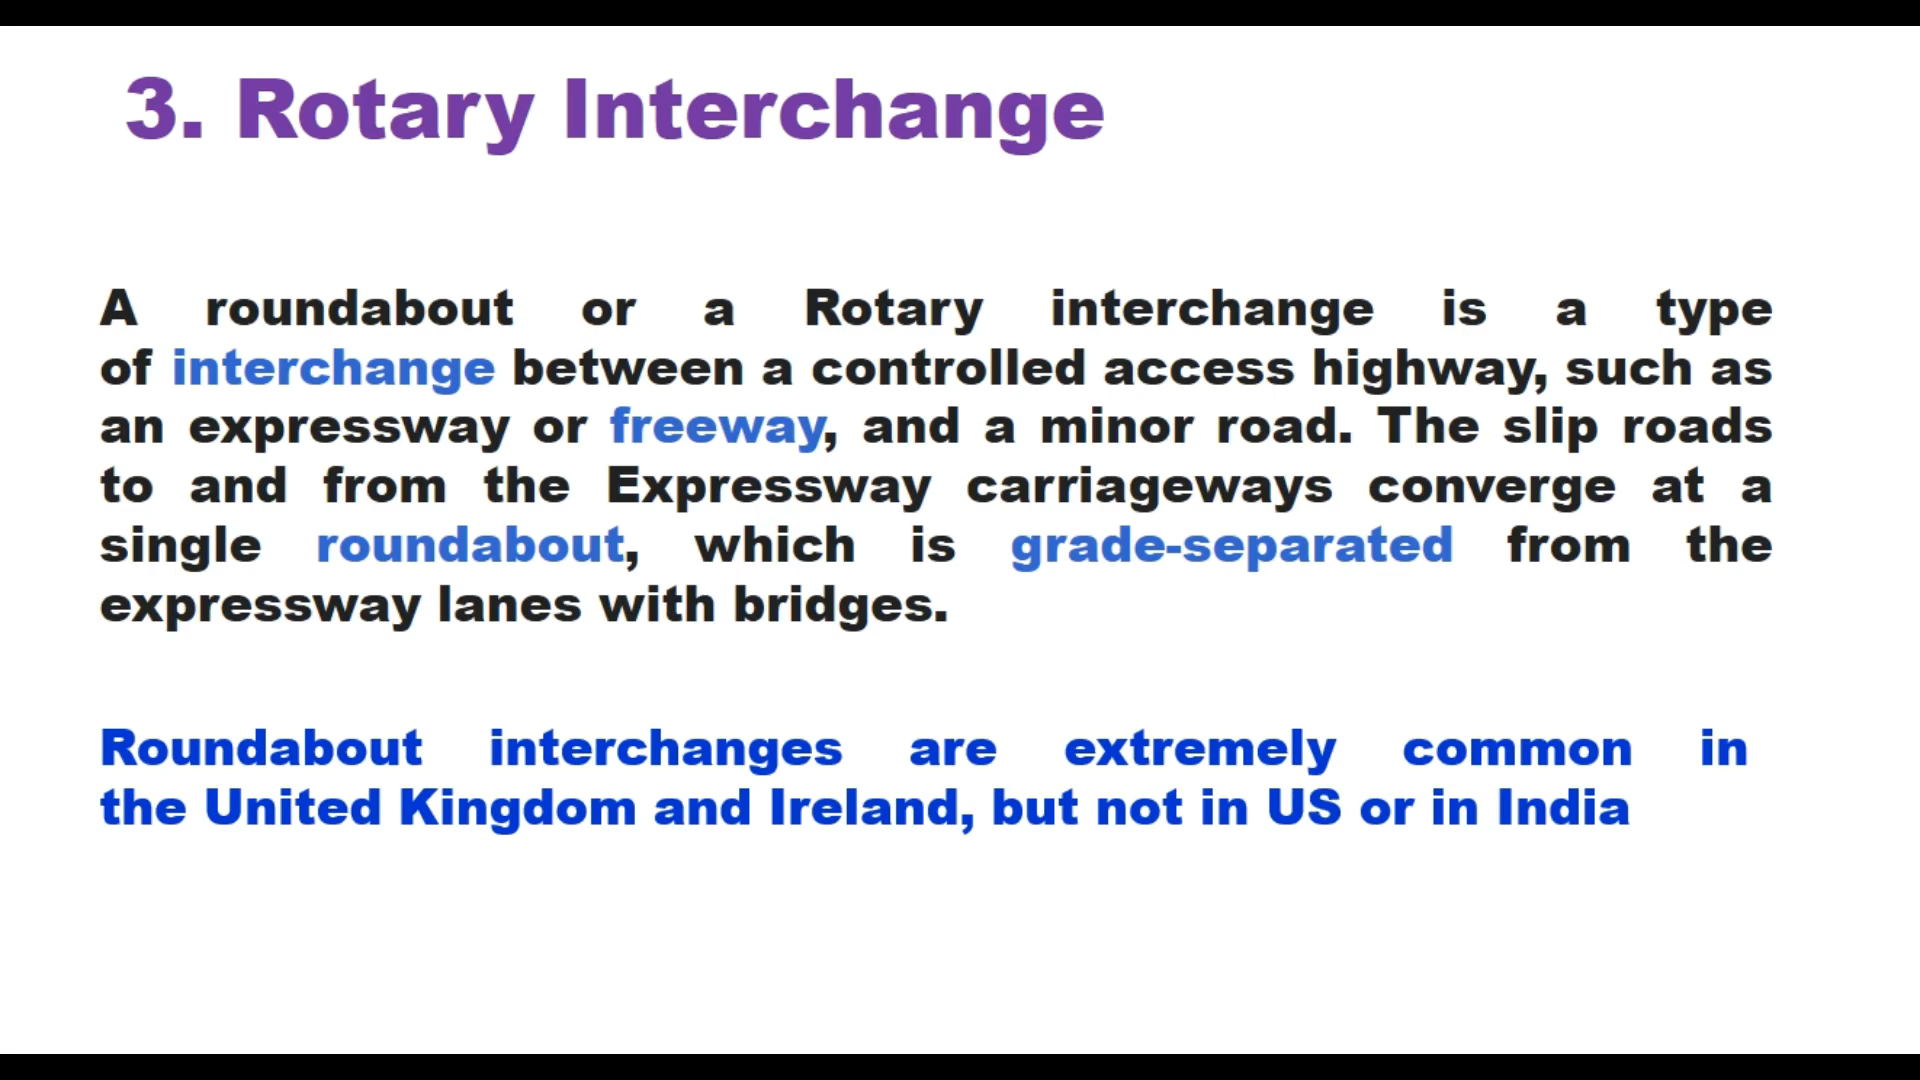 3. Rotary Interchange
A roundabout or a Rotary interchange is a type
of interchange between a controlled access highway, such as
an expressway or freeway, and a minor road. The slip roads
to and from the Expressway carriageways converge at a
single roundabout, which is grade-separated from the
expressway lanes with bridges.
Roundabout interchanges are extremely common in
the United Kingdom and Ireland, but not in US or in India